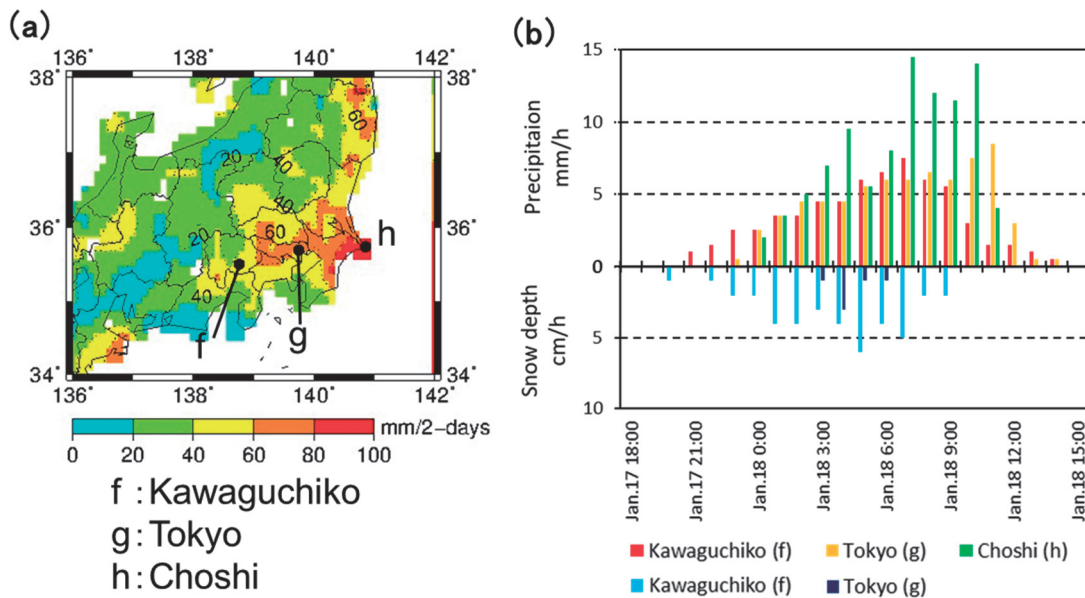 (a)
136° 138° 140° 142°
38° 38°
36° 36°
34° 34°
136° 138° 140° 142°
60
20
40
40
20
60
40
h
f
g
mm/2-days
0 20 40 60 80 100
f : Kawaguchiko
g: Tokyo
h: Choshi
(b)
15
10
5
0
5
10
Precipitaion
mm/h
Snow depth
cm/h
Jan.17 18:00
Jan.17 21:00
Jan.18 0:00
Jan.18 3:00
Jan.18 6:00
Jan.18 9:00
Jan.18 12:00
Jan.18 15:00
Kawaguchiko (f) Tokyo (g) Choshi (h)
Kawaguchiko (f) Tokyo (g)